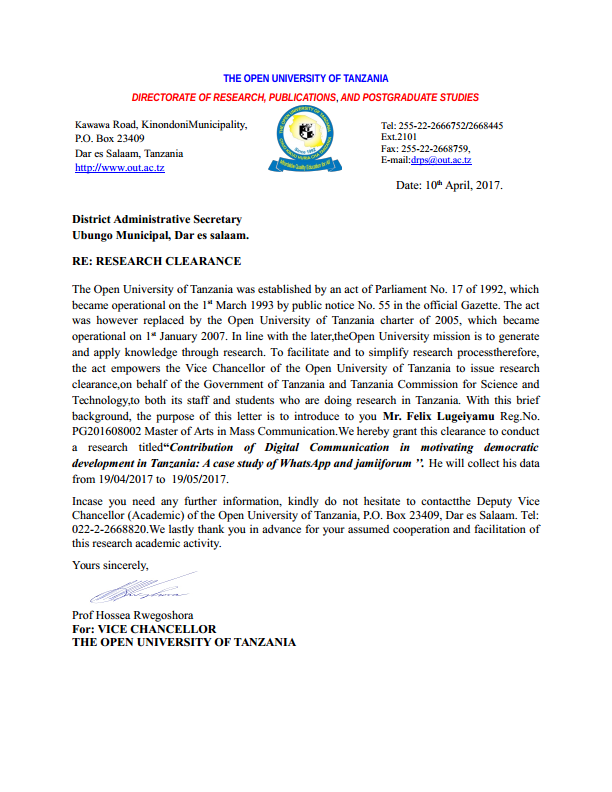 THE OPEN UNIVERSITY OF TANZANIA
DIRECTORATE OF RESEARCH, PUBLICATIONS, AND POSTGRADUATE STUDIES
Kawawa Road, KinondoniMunicipality,
P.O. Box 23409
Dar es Salaam, Tanzania
http://www.out.ac.tz
THE OPEN UNIVERSITY OF TANZANIA
Since 1992
Affordable Quality Education for All
Tel: 255-22-2666752/2668445
Ext.2101
Fax: 255-22-2668759,
E-mail:drps@out.ac.tz
Date: 10th April, 2017.
District Administrative Secretary
Ubungo Municipal, Dar es salaam.
RE: RESEARCH CLEARANCE
The Open University of Tanzania was established by an act of Parliament No. 17 of 1992, which
became operational on the 1st March 1993 by public notice No. 55 in the official Gazette. The act
was however replaced by the Open University of Tanzania charter of 2005, which became
operational on 1st January 2007. In line with the later,theOpen University mission is to generate
and apply knowledge through research. To facilitate and to simplify research processtherefore,
the act empowers the Vice Chancellor of the Open University of Tanzania to issue research
clearance,on behalf of the Government of Tanzania and Tanzania Commission for Science and
Technology,to both its staff and students who are doing research in Tanzania. With this brief
background, the purpose of this letter is to introduce to you Mr. Felix Lugeiyamu Reg.No.
PG201608002 Master of Arts in Mass Communication.We hereby grant this clearance to conduct
a research titled“Contribution of Digital Communication in motivating democratic
development in Tanzania: A case study of WhatsApp and jamiiforum ’’. He will collect his data
from 19/04/2017 to 19/05/2017.
Incase you need any further information, kindly do not hesitate to contactthe Deputy Vice
Chancellor (Academic) of the Open University of Tanzania, P.O. Box 23409, Dar es Salaam. Tel:
022-2-2668820.We lastly thank you in advance for your assumed cooperation and facilitation of
this research academic activity.
Yours sincerely,
Prof Hossea Rwegoshora
For: VICE CHANCELLOR
THE OPEN UNIVERSITY OF TANZANIA